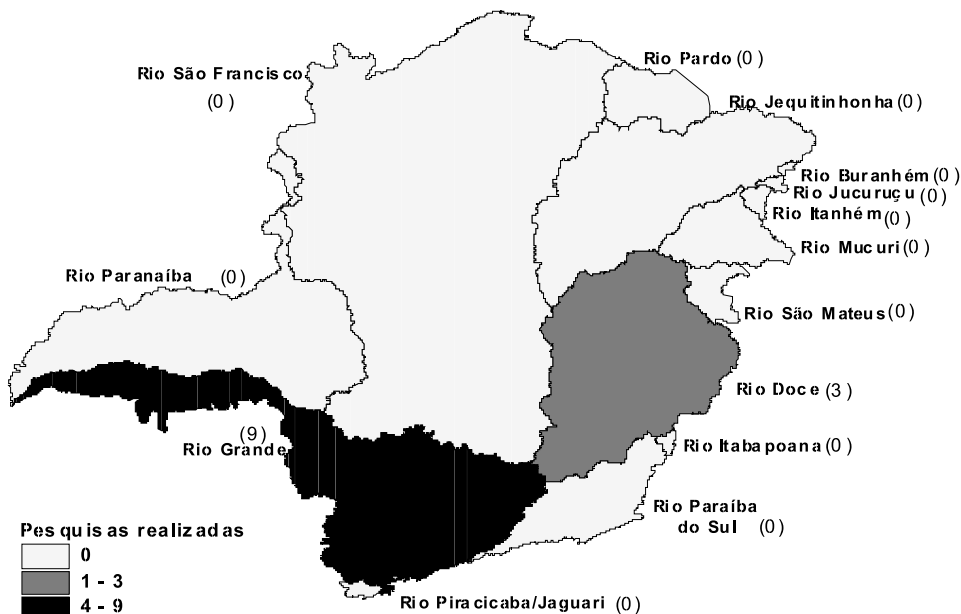 Rio Pardo (0)
Rio São Francisco
(0)
Rio Jequitinhonha (0)
Rio Buranhém (0)
Rio Jucuruçu (0)
Rio Itanhém (0)
Rio Mucuri (0)
Rio Paranaíba (0)
Rio São Mateus (0)
Rio Doce (3)
(9)
Rio Grande
Rio Itabapoana (0)
Rio Paraíba
do Sul (0)
Pesquisas realizadas
0
1 - 3
4 - 9
Rio Piracicaba/Jaguari (0)